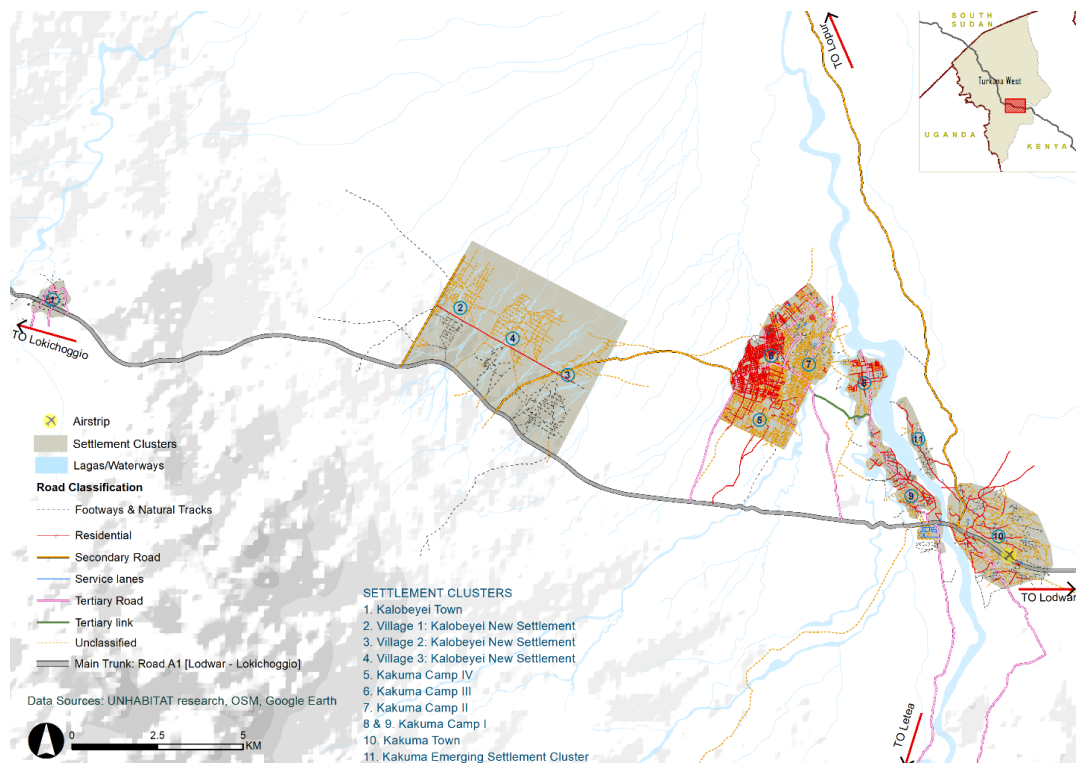 SOUTH
SUDAN
Turkana West
UGANDA
KENYA
TO Lopur
1
2
4
3
6
7
5
8
11
9
10
TO Lokichoggio
TO Lodwar
TO Letea
Airstrip
Settlement Clusters
Lagas/Waterways
Road Classification
Footways & Natural Tracks
Residential
Secondary Road
Service lanes
Tertiary Road
Tertiary link
Unclassified
Main Trunk: Road A1 [Lodwar - Lokichoggio]
Data Sources: UNHABITAT research, OSM, Google Earth
0 2.5 5
KM
SETTLEMENT CLUSTERS
1. Kalobeyei Town
2. Village 1: Kalobeyei New Settlement
3. Village 2: Kalobeyei New Settlement
4. Village 3: Kalobeyei New Settlement
5. Kakuma Camp IV
6. Kakuma Camp III
7. Kakuma Camp II
8 & 9. Kakuma Camp I
10. Kakuma Town
11. Kakuma Emerging Settlement Cluster